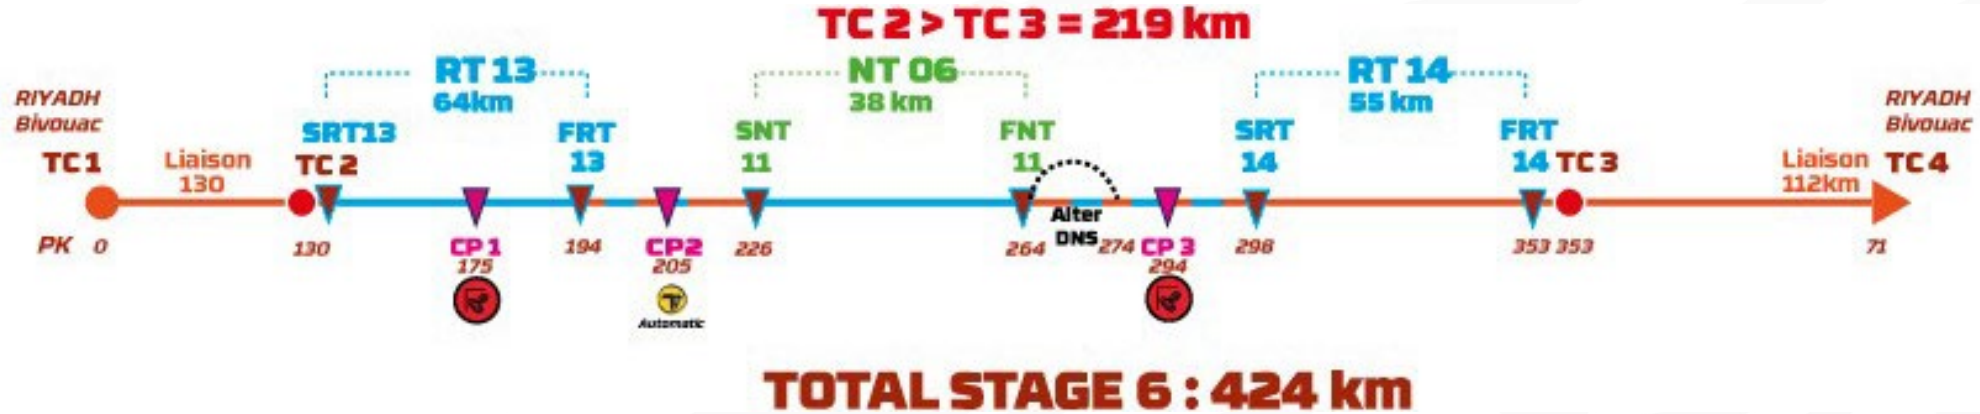 TC 2 > TC 3 = 219 km
RT 13
64km
NT 06
38 km
RT 14
55 km
RIYADH
Bivouac
TC 1
Liaison
130
SRT13
TC 2
FRT
13
SNT
11
FNT
11
SRT
14
FRT
14
TC 3
Liaison
112km
RIYADH
Bivouac
TC 4
Alter
DNS
PK 0
130
CP 1
175
194
CP2
205
226
264
274
CP 3
294
298
353 353
71
Automatic
TOTAL STAGE 6 : 424 km